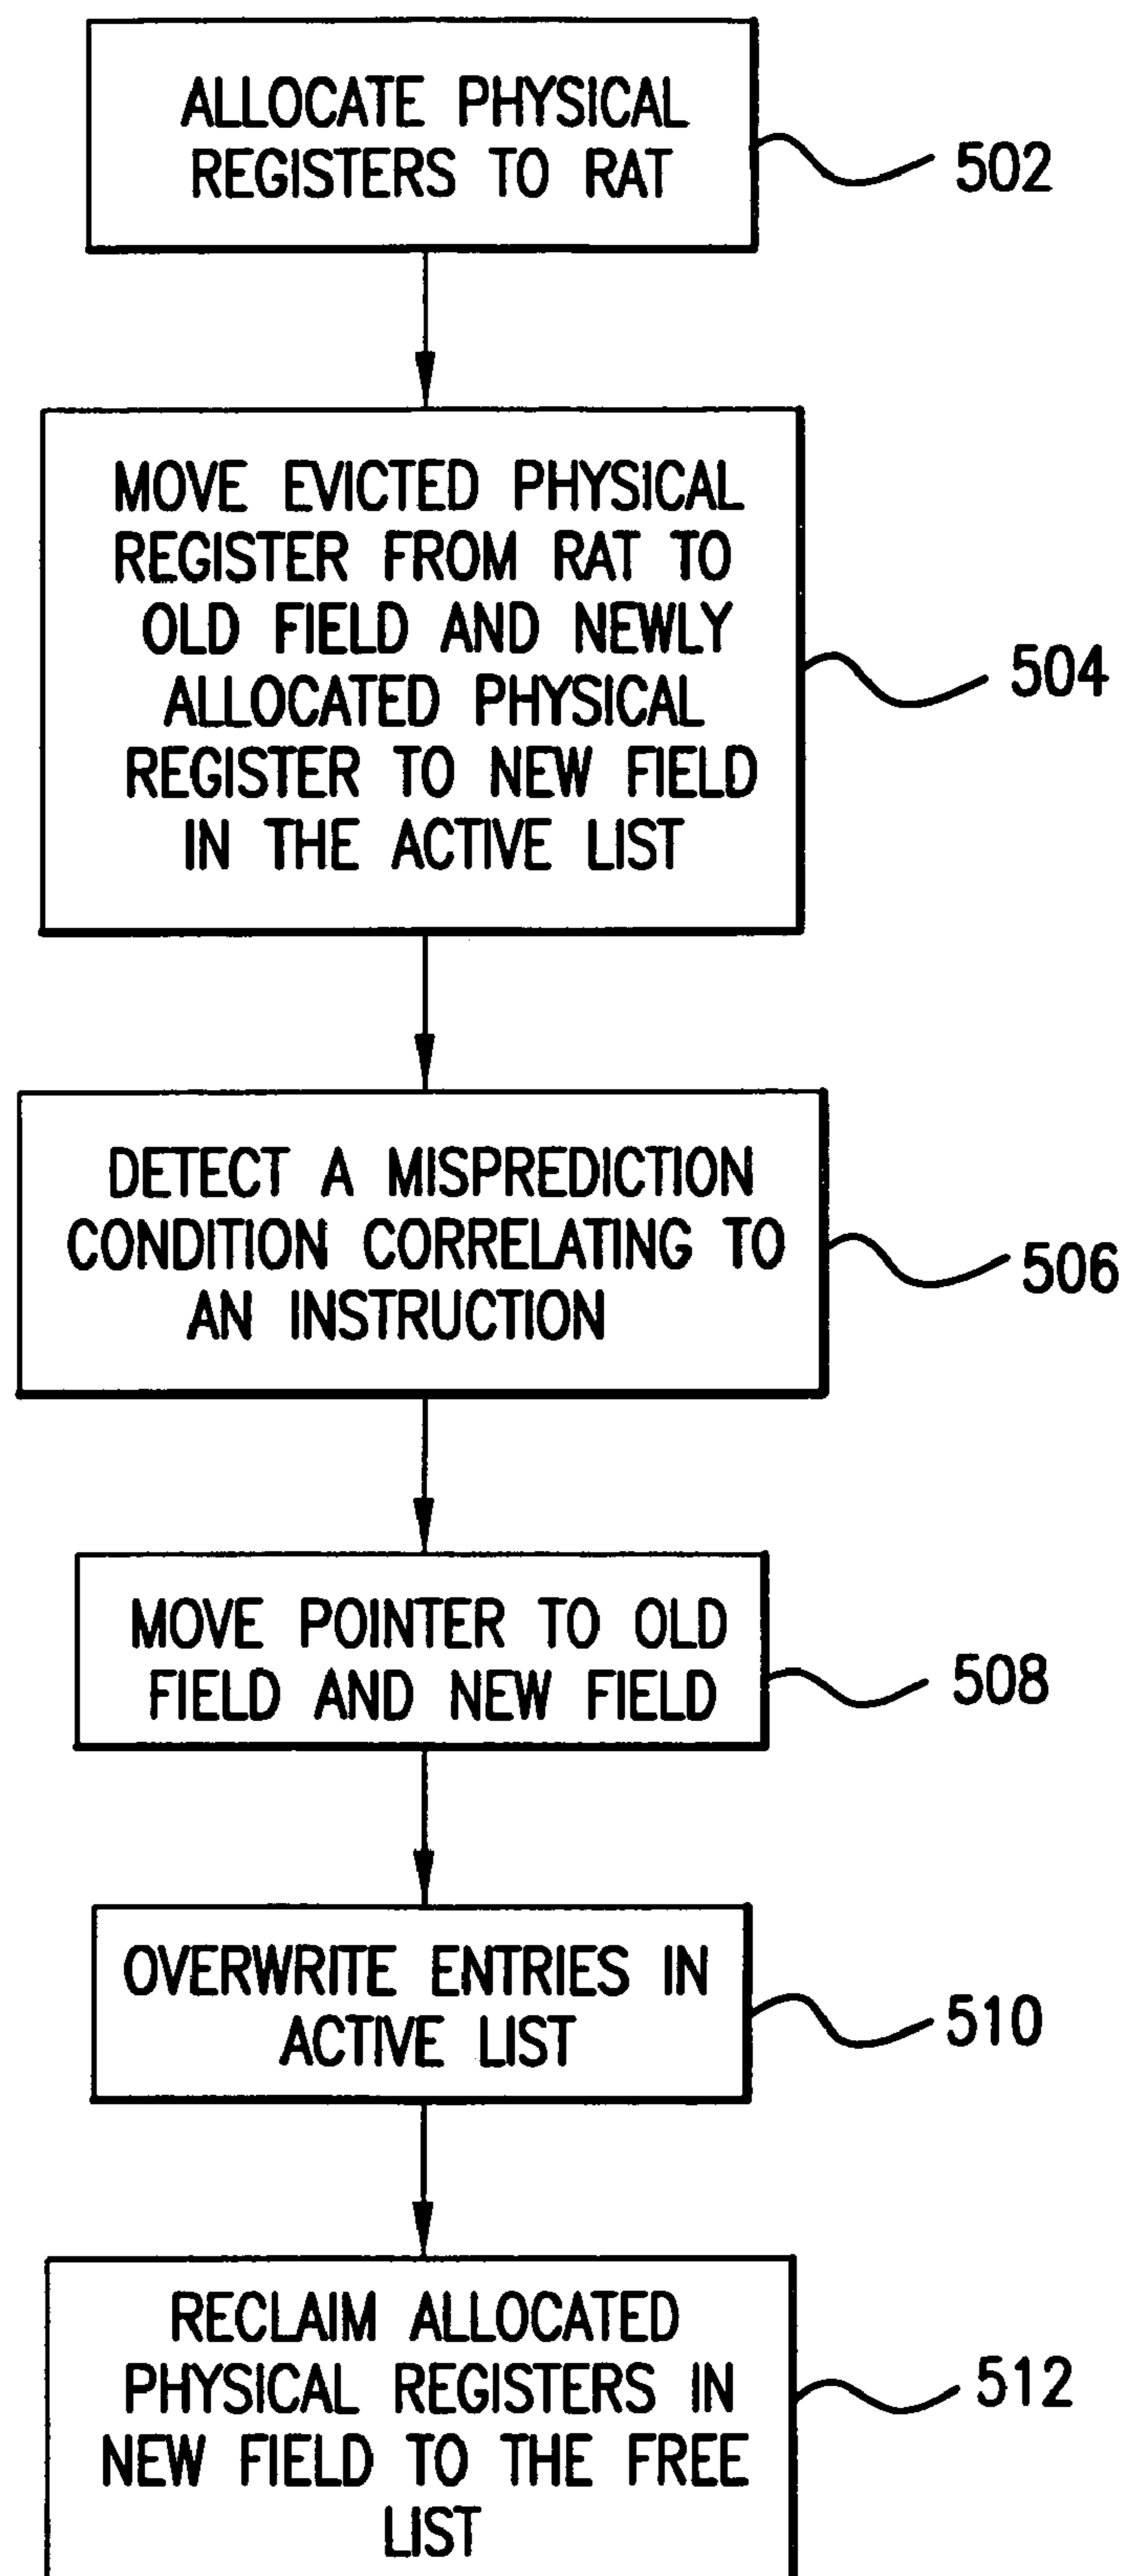 ALLOCATE PHYSICAL
REGISTERS TO RAT
502
MOVE EVICTED PHYSICAL
REGISTER FROM RAT TO
OLD FIELD AND NEWLY
ALLOCATED PHYSICAL
REGISTER TO NEW FIELD
IN THE ACTIVE LIST
504
DETECT A MISPREDICTION
CONDITION CORRELATING TO
AN INSTRUCTION
506
MOVE POINTER TO OLD
FIELD AND NEW FIELD
508
OVERWRITE ENTRIES IN
ACTIVE LIST
510
RECLAIM ALLOCATED
PHYSICAL REGISTERS IN
NEW FIELD TO THE FREE
LIST
512